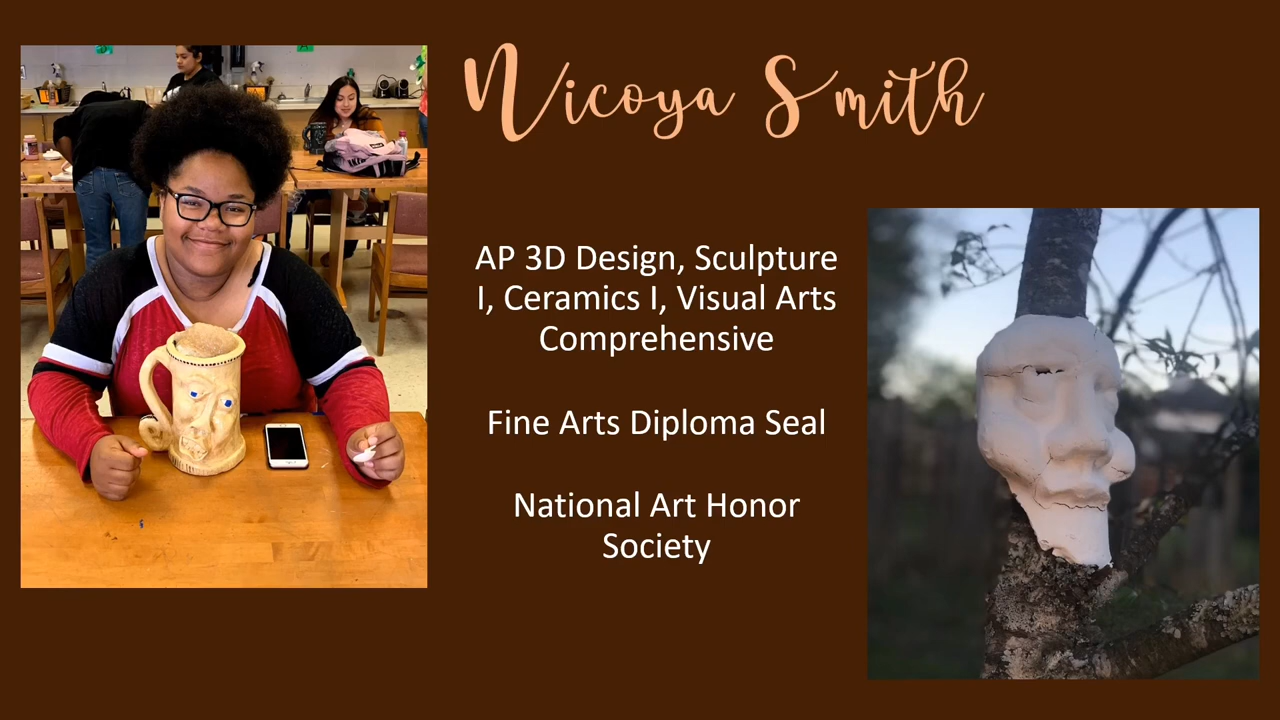 Nicoya Smith
AP 3D Design, Sculpture
I, Ceramics I, Visual Arts
Comprehensive
Fine Arts Diploma Seal
National Art Honor
Society